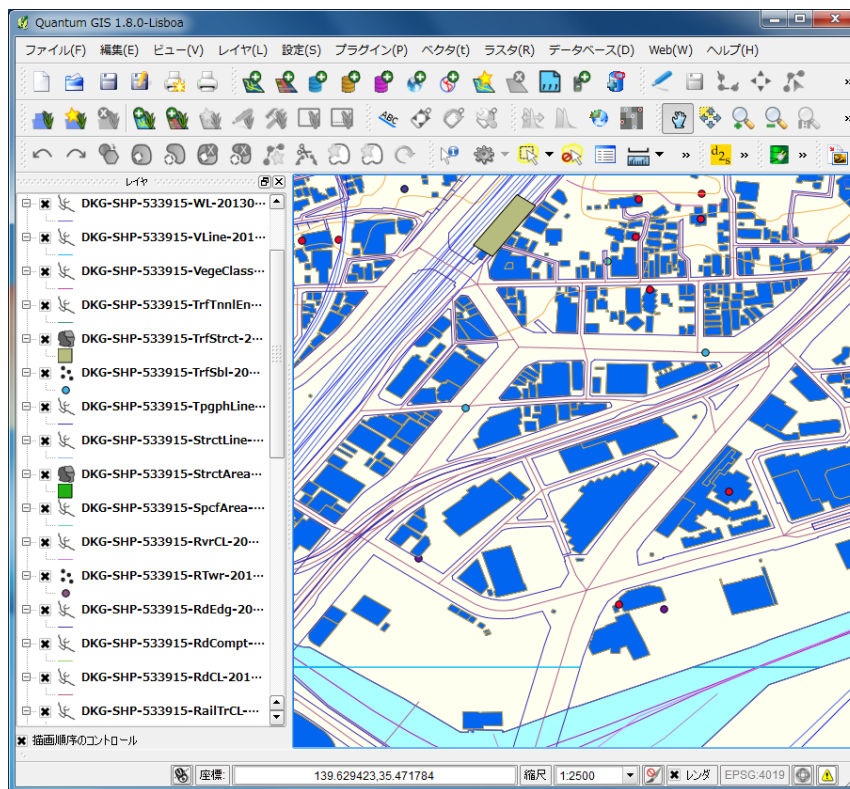 Quantum GIS 1.8.0-Lisboa
ファイル(F) 編集(E) ビュー(V) レイヤ(L) 設定(S) プラグイン(P) ベクタ(t) ラスタ(R) データベース(D) Web(W) ヘルプ(H)
ABC
d2s
レイヤ
DKG-SHP-533915-WL-20130…
DKG-SHP-533915-VLine-201…
DKG-SHP-533915-VegeClass…
DKG-SHP-533915-TrfTnnlEn…
DKG-SHP-533915-TrfStrct-2…
DKG-SHP-533915-TrfSbl-20…
DKG-SHP-533915-TpgphLine…
DKG-SHP-533915-StrctLine-…
DKG-SHP-533915-StrctArea…
DKG-SHP-533915-SpcfArea-…
DKG-SHP-533915-RvrCL-20…
DKG-SHP-533915-RTwr-201…
DKG-SHP-533915-RdEdg-20…
DKG-SHP-533915-RdCompt-…
DKG-SHP-533915-RdCL-201…
DKG-SHP-533915-RailTrCL-…
描画順序のコントロール
座標: 139.629423,35.471784 縮尺 1:2500 レンダ EPSG:4019